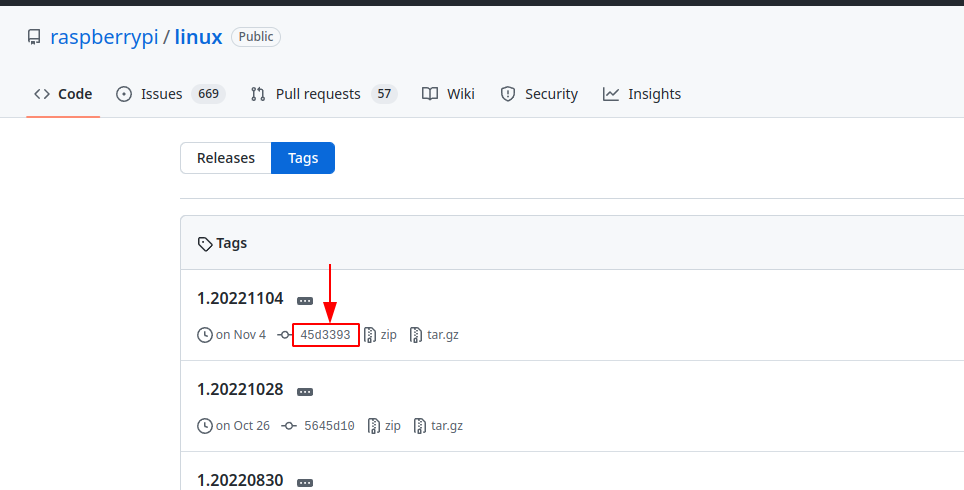 raspberrypi / linux Public
Code Issues 669 Pull requests 57 Wiki Security Insights
Releases Tags
Tags
1.20221104
on Nov 4 45d3393 zip tar.gz
1.20221028
on Oct 26 5645d10 zip tar.gz
1.20220830